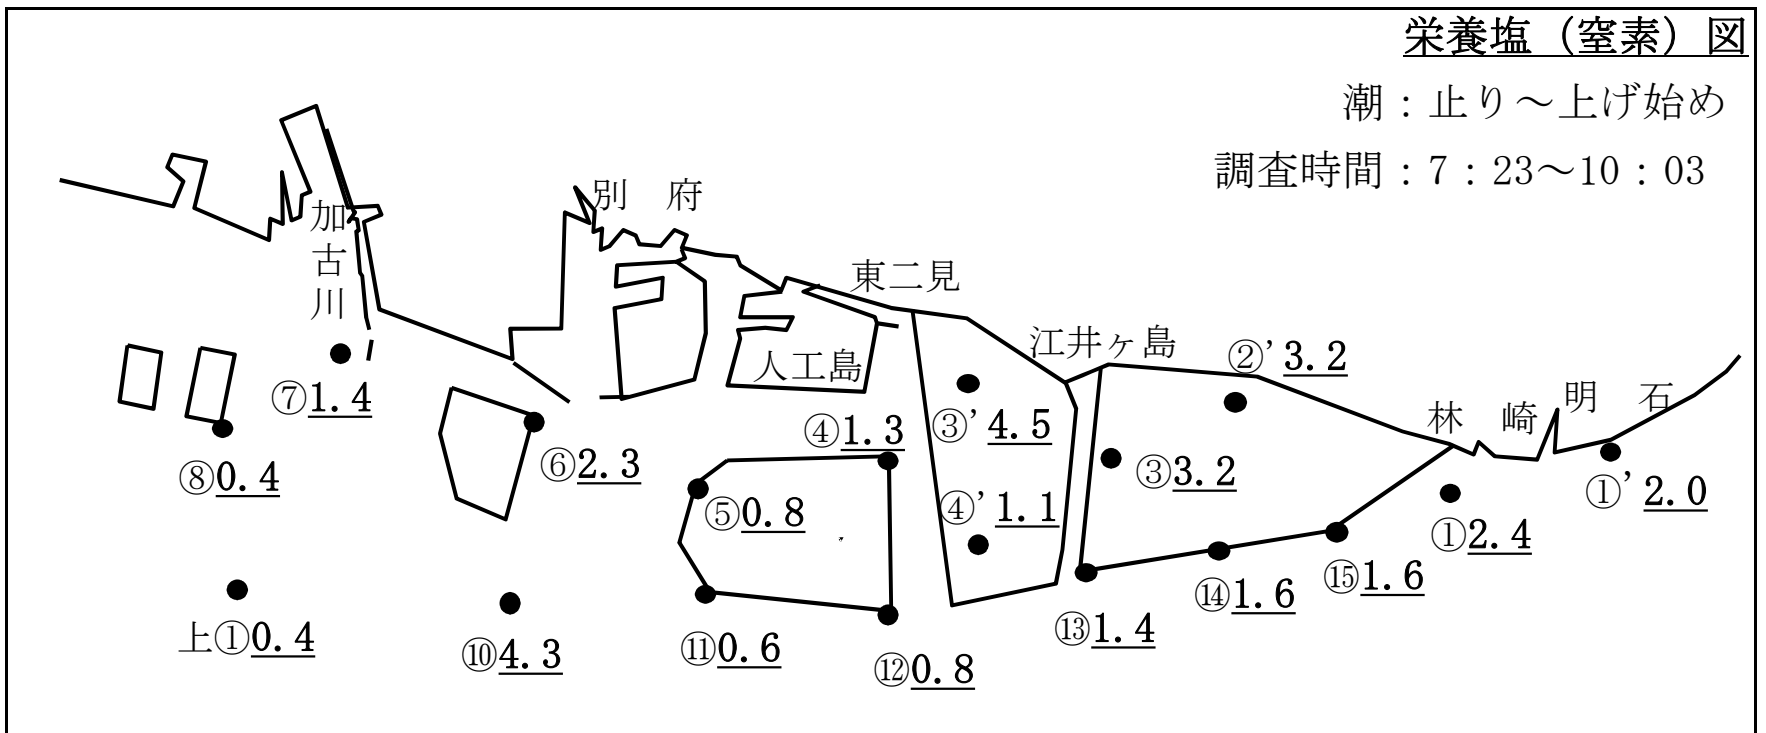 栄養塩（窒素）図
潮：止り～上げ始め
調査時間：7：23～10：03
加古川
別 府
東二見
江井ヶ島
人工島
林 崎
明 石
②' 3.2
⑦1.4
④1.3
③' 4.5
⑧0.4
⑥2.3
③3.2
①' 2.0
⑤0.8
④' 1.1
①2.4
⑭1.6
⑮1.6
上①0.4
⑩4.3
⑪0.6
⑫0.8
⑬1.4